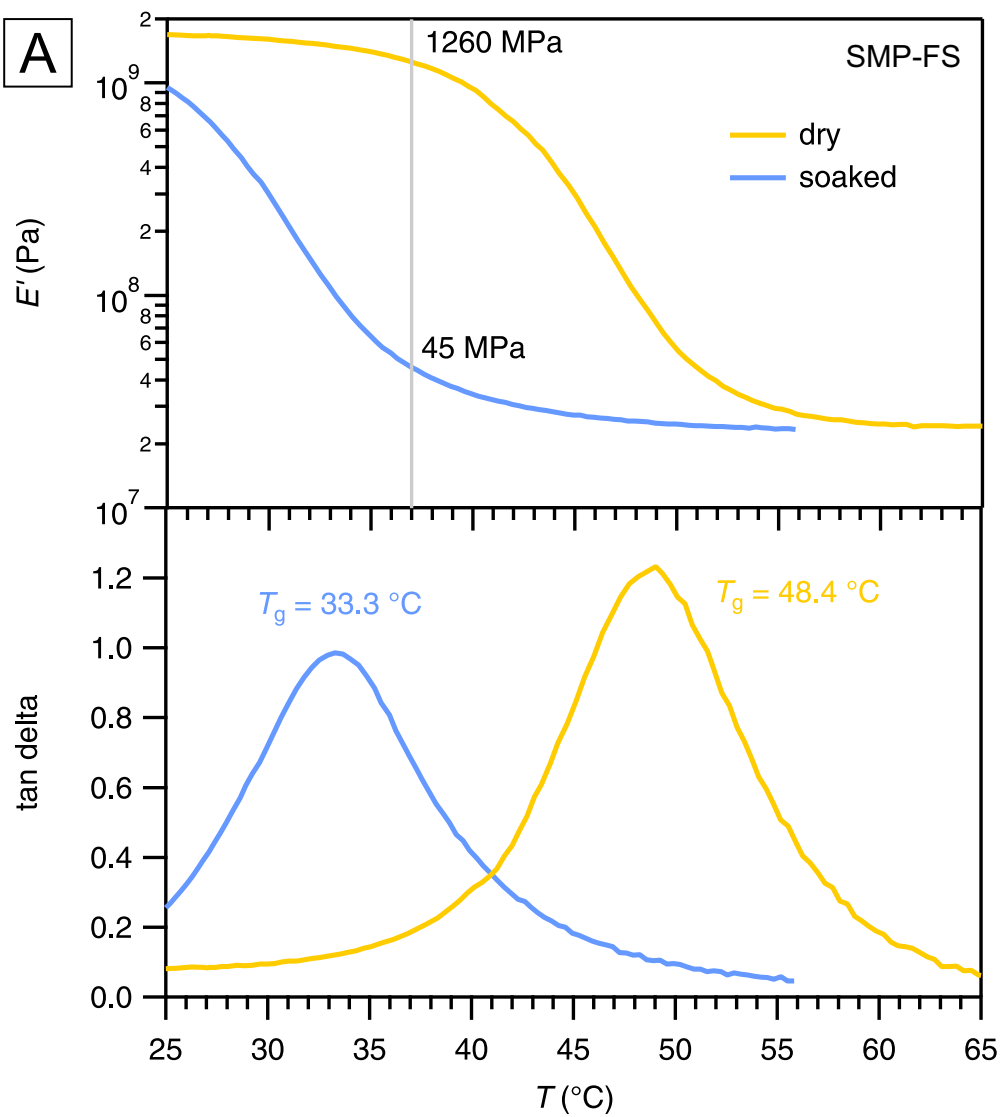 A
SMP-FS
1260 MPa
45 MPa
dry
soaked
E' (Pa)
2
10⁹
8
6
4
2
10⁸
8
6
4
2
10⁷
T_g = 33.3 °C
T_g = 48.4 °C
tan delta
1.2
1.0
0.8
0.6
0.4
0.2
0.0
25 30 35 40 45 50 55 60 65
T (°C)